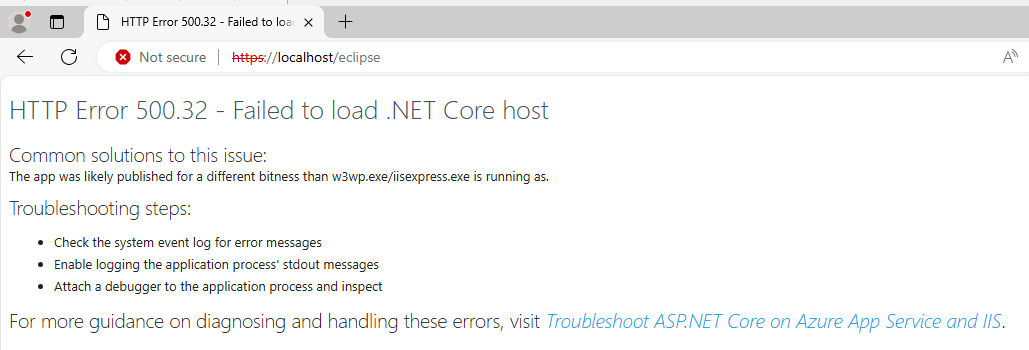 HTTP Error 500.32 - Failed to loa
Not secure https://localhost/eclipse A
HTTP Error 500.32 - Failed to load .NET Core host
Common solutions to this issue:
The app was likely published for a different bitness than w3wp.exe/iisexpress.exe is running as.
Troubleshooting steps:
• Check the system event log for error messages
• Enable logging the application process' stdout messages
• Attach a debugger to the application process and inspect
For more guidance on diagnosing and handling these errors, visit Troubleshoot ASP.NET Core on Azure App Service and IIS.